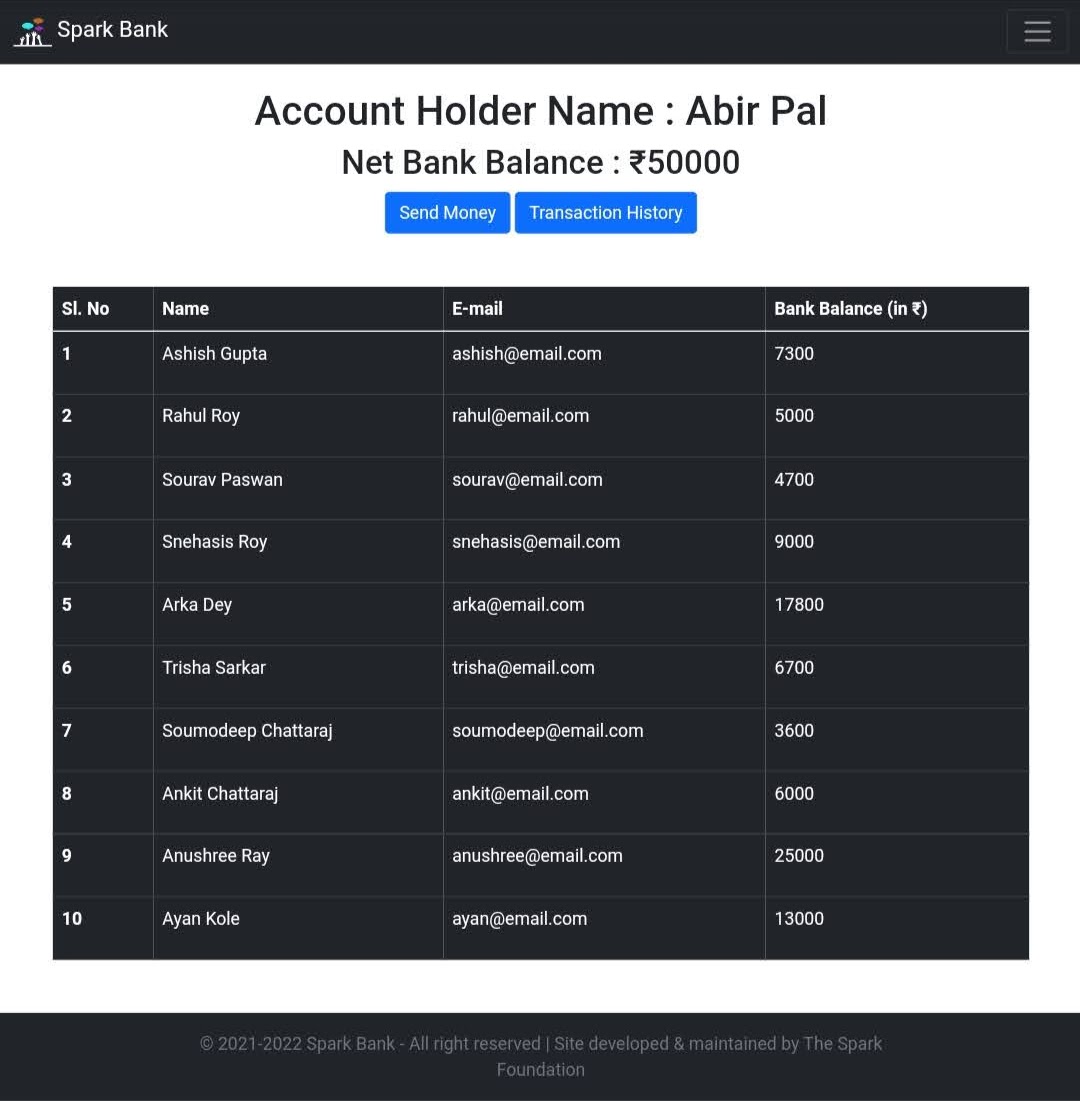 Spark Bank
Account Holder Name : Abir Pal
Net Bank Balance : ₹50000
Send Money Transaction History
Sl. No Name E-mail Bank Balance (in ₹)
1 Ashish Gupta ashish@email.com 7300
2 Rahul Roy rahul@email.com 5000
3 Sourav Paswan sourav@email.com 4700
4 Snehasis Roy snehasis@email.com 9000
5 Arka Dey arka@email.com 17800
6 Trisha Sarkar trisha@email.com 6700
7 Soumodeep Chattaraj soumodeep@email.com 3600
8 Ankit Chattaraj ankit@email.com 6000
9 Anushree Ray anushree@email.com 25000
10 Ayan Kole ayan@email.com 13000
© 2021-2022 Spark Bank - All right reserved | Site developed & maintained by The Spark
Foundation